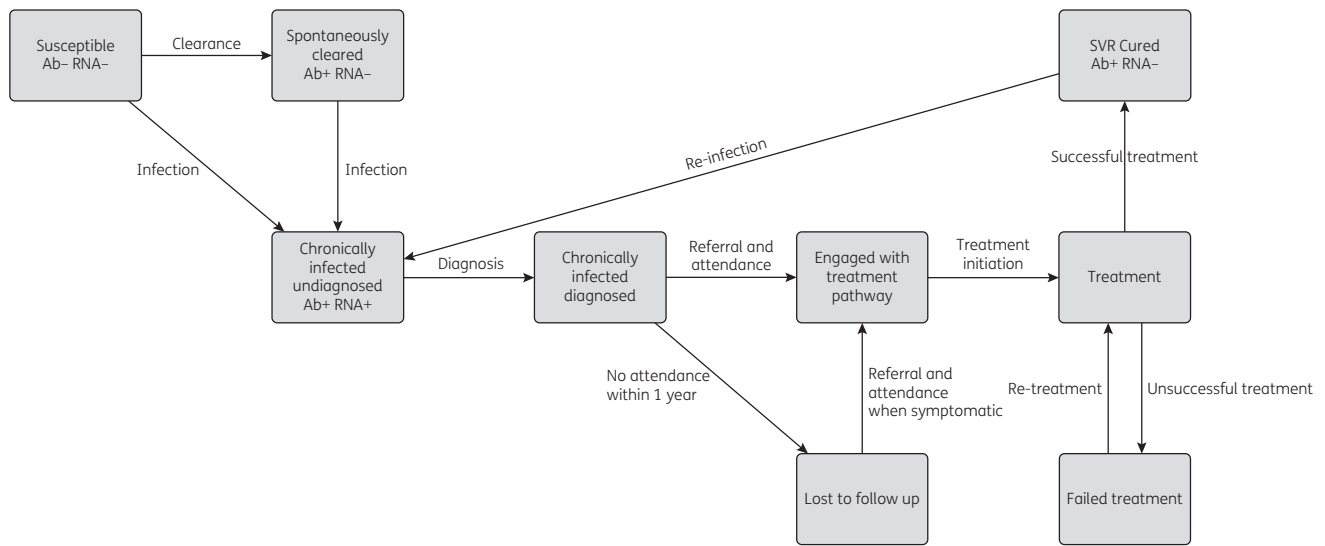 Susceptible
Ab– RNA–
Clearance
Spontaneously
cleared
Ab+ RNA–
SVR Cured
Ab+ RNA–
Infection
Infection
Re-infection
Successful treatment
Chronically
infected
undiagnosed
Ab+ RNA+
Diagnosis
Chronically
infected
diagnosed
Referral and
attendance
Engaged with
treatment
pathway
Treatment
initiation
Treatment
No attendance
within 1 year
Referral and
attendance
when symptomatic
Re-treatment
Unsuccessful treatment
Lost to follow up
Failed treatment